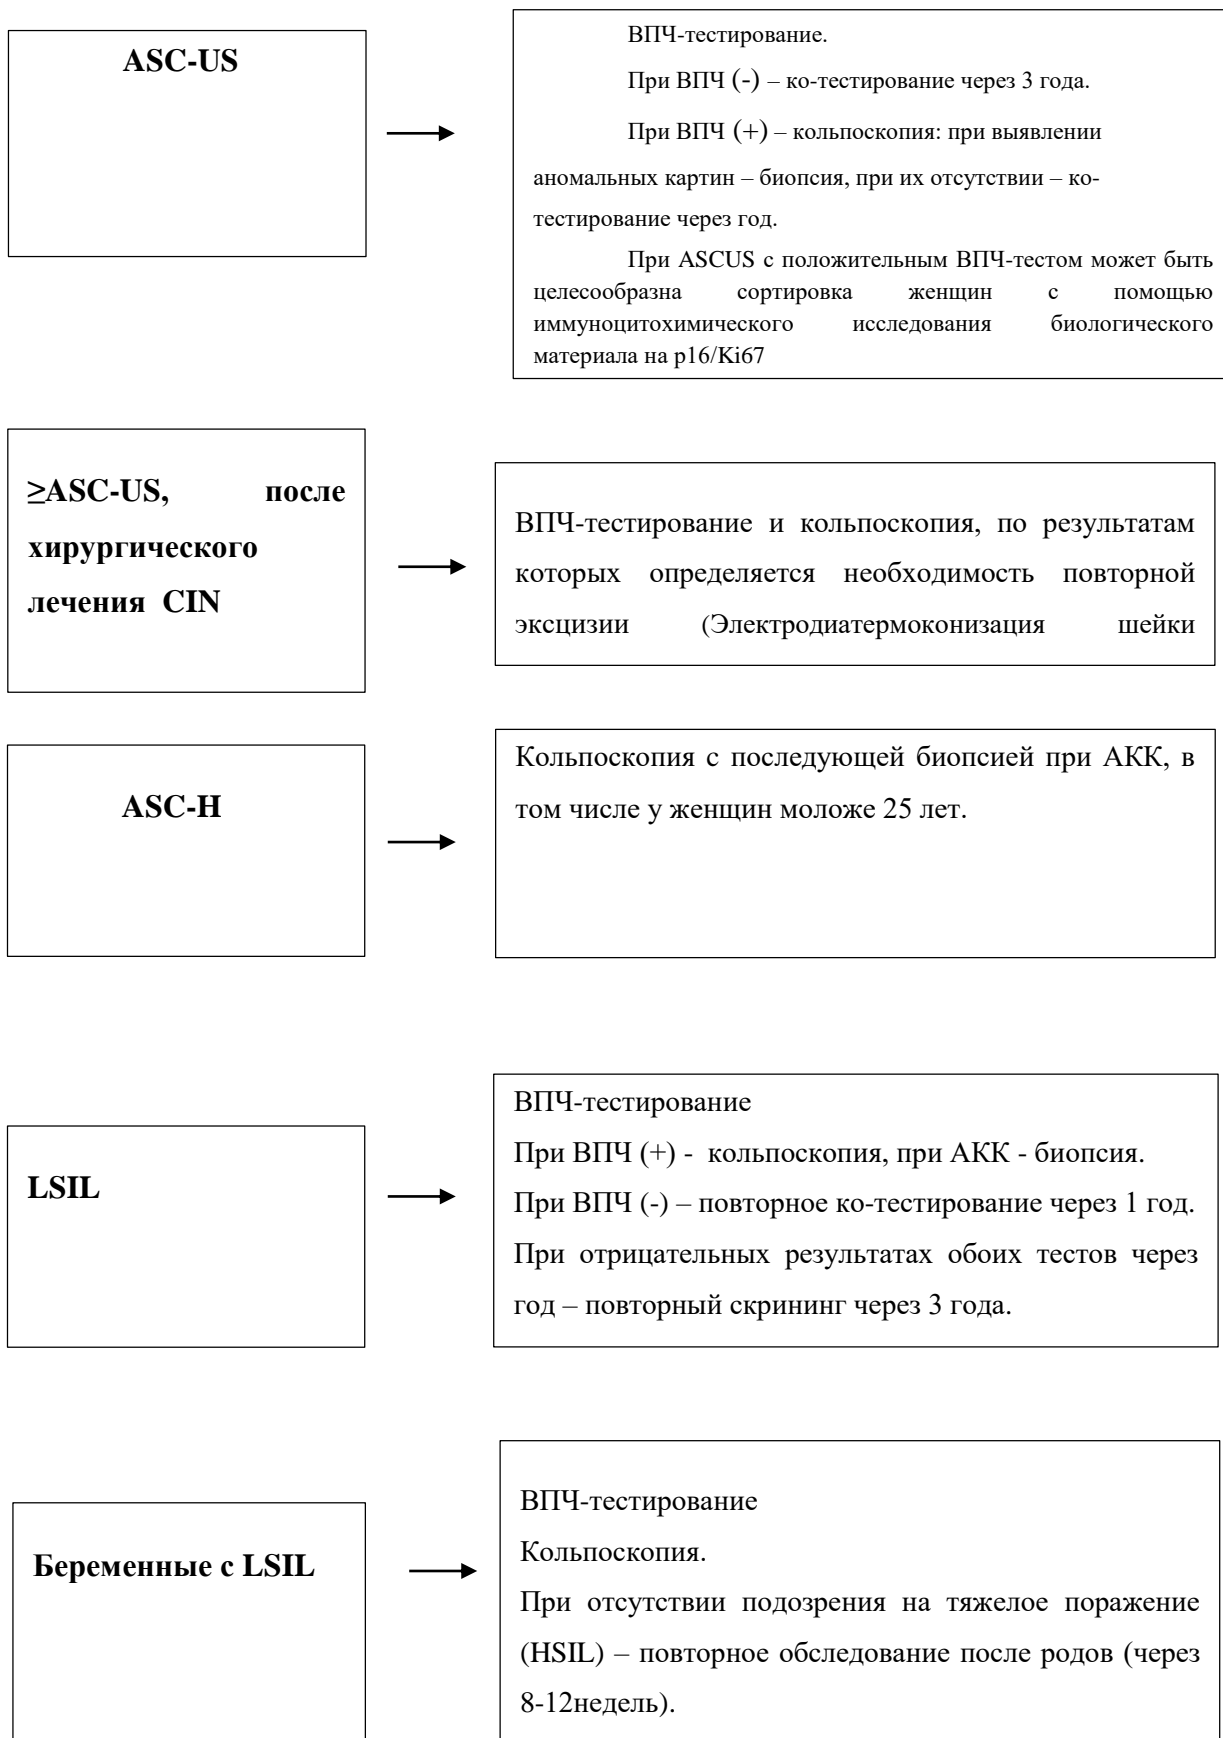 ASC-US
ВПЧ-тестирование.
При ВПЧ (-) – ко-тестирование через 3 года.
При ВПЧ (+) – кольпоскопия: при выявлении
аномальных картин – биопсия, при их отсутствии – ко-
тестирование через год.
При ASCUS с положительным ВПЧ-тестом может быть
целесообразна сортировка женщин с помощью
иммуноцитохимического исследования биологического
материала на р16/Ki67
≥ASC-US, после
хирургического
лечения CIN
ВПЧ-тестирование и кольпоскопия, по результатам
которых определяется необходимость повторной
эксцизии (Электродиатермоконизация шейки
ASC-H
Кольпоскопия с последующей биопсией при АКК, в
том числе у женщин моложе 25 лет.
LSIL
ВПЧ-тестирование
При ВПЧ (+) - кольпоскопия, при АКК - биопсия.
При ВПЧ (-) – повторное ко-тестирование через 1 год.
При отрицательных результатах обоих тестов через
год – повторный скрининг через 3 года.
Беременные с LSIL
ВПЧ-тестирование
Кольпоскопия.
При отсутствии подозрения на тяжелое поражение
(HSIL) – повторное обследование после родов (через
8-12недель).